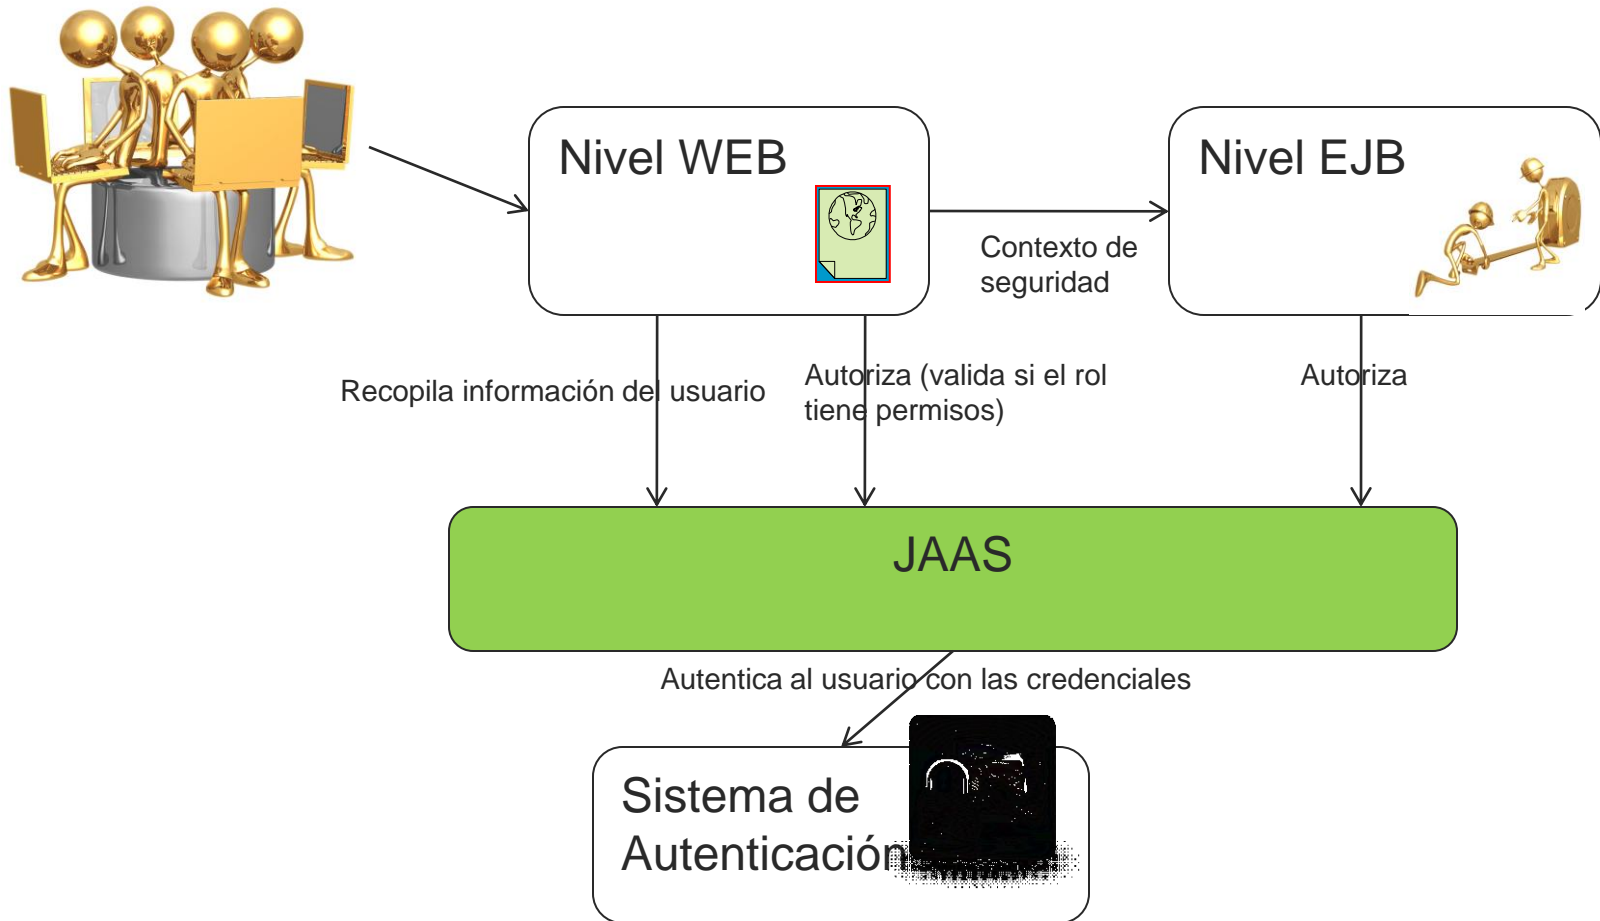 Nivel WEB
Nivel EJB
Contexto de
seguridad
Recopila información del usuario
Autoriza (valida si el rol
tiene permisos)
Autoriza
JAAS
Autentica al usuario con las credenciales
Sistema de
Autenticación